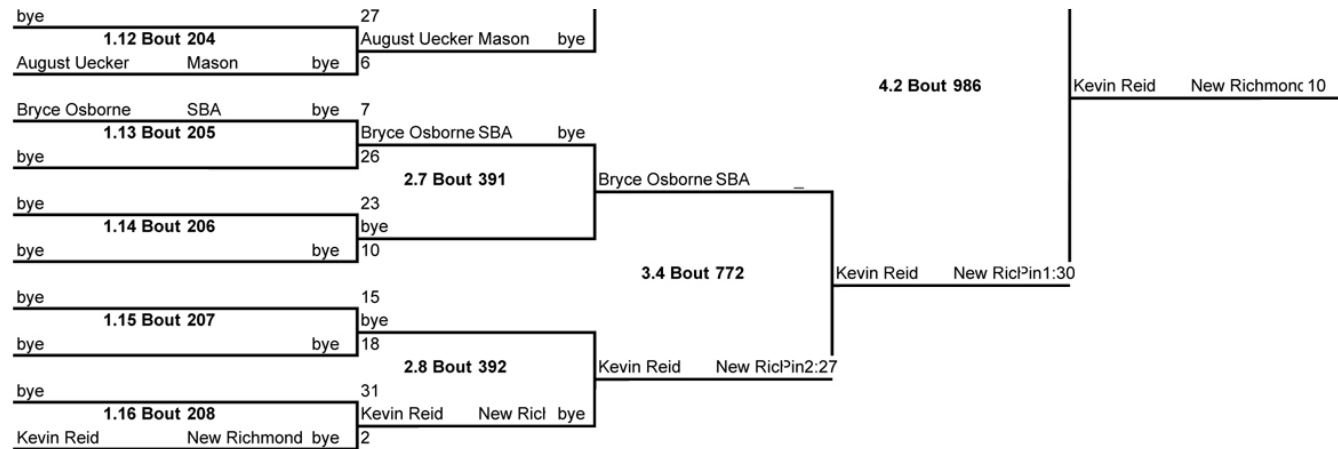 bye 27
1.12 Bout 204
August Uecker Mason bye
August Uecker Mason bye 6
4.2 Bout 986
Kevin Reid New Richmonc 10
Bryce Osborne SBA bye 7
1.13 Bout 205
Bryce Osborne SBA bye
bye 26
2.7 Bout 391
Bryce Osborne SBA _
bye 23
1.14 Bout 206
bye
bye bye 10
3.4 Bout 772
Kevin Reid New Ric Pin1:30
bye 15
1.15 Bout 207
bye
bye bye 18
2.8 Bout 392
Kevin Reid New Ric Pin2:27
bye 31
1.16 Bout 208
Kevin Reid New Ric bye
Kevin Reid New Richmond bye 2